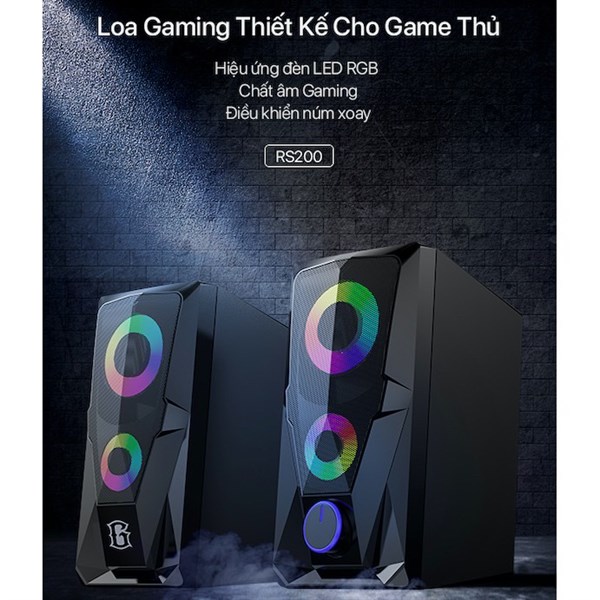 Loa Gaming Thiết Kế Cho Game Thủ
Hiệu ứng đèn LED RGB
Chất âm Gaming
Điều khiển núm xoay
RS200